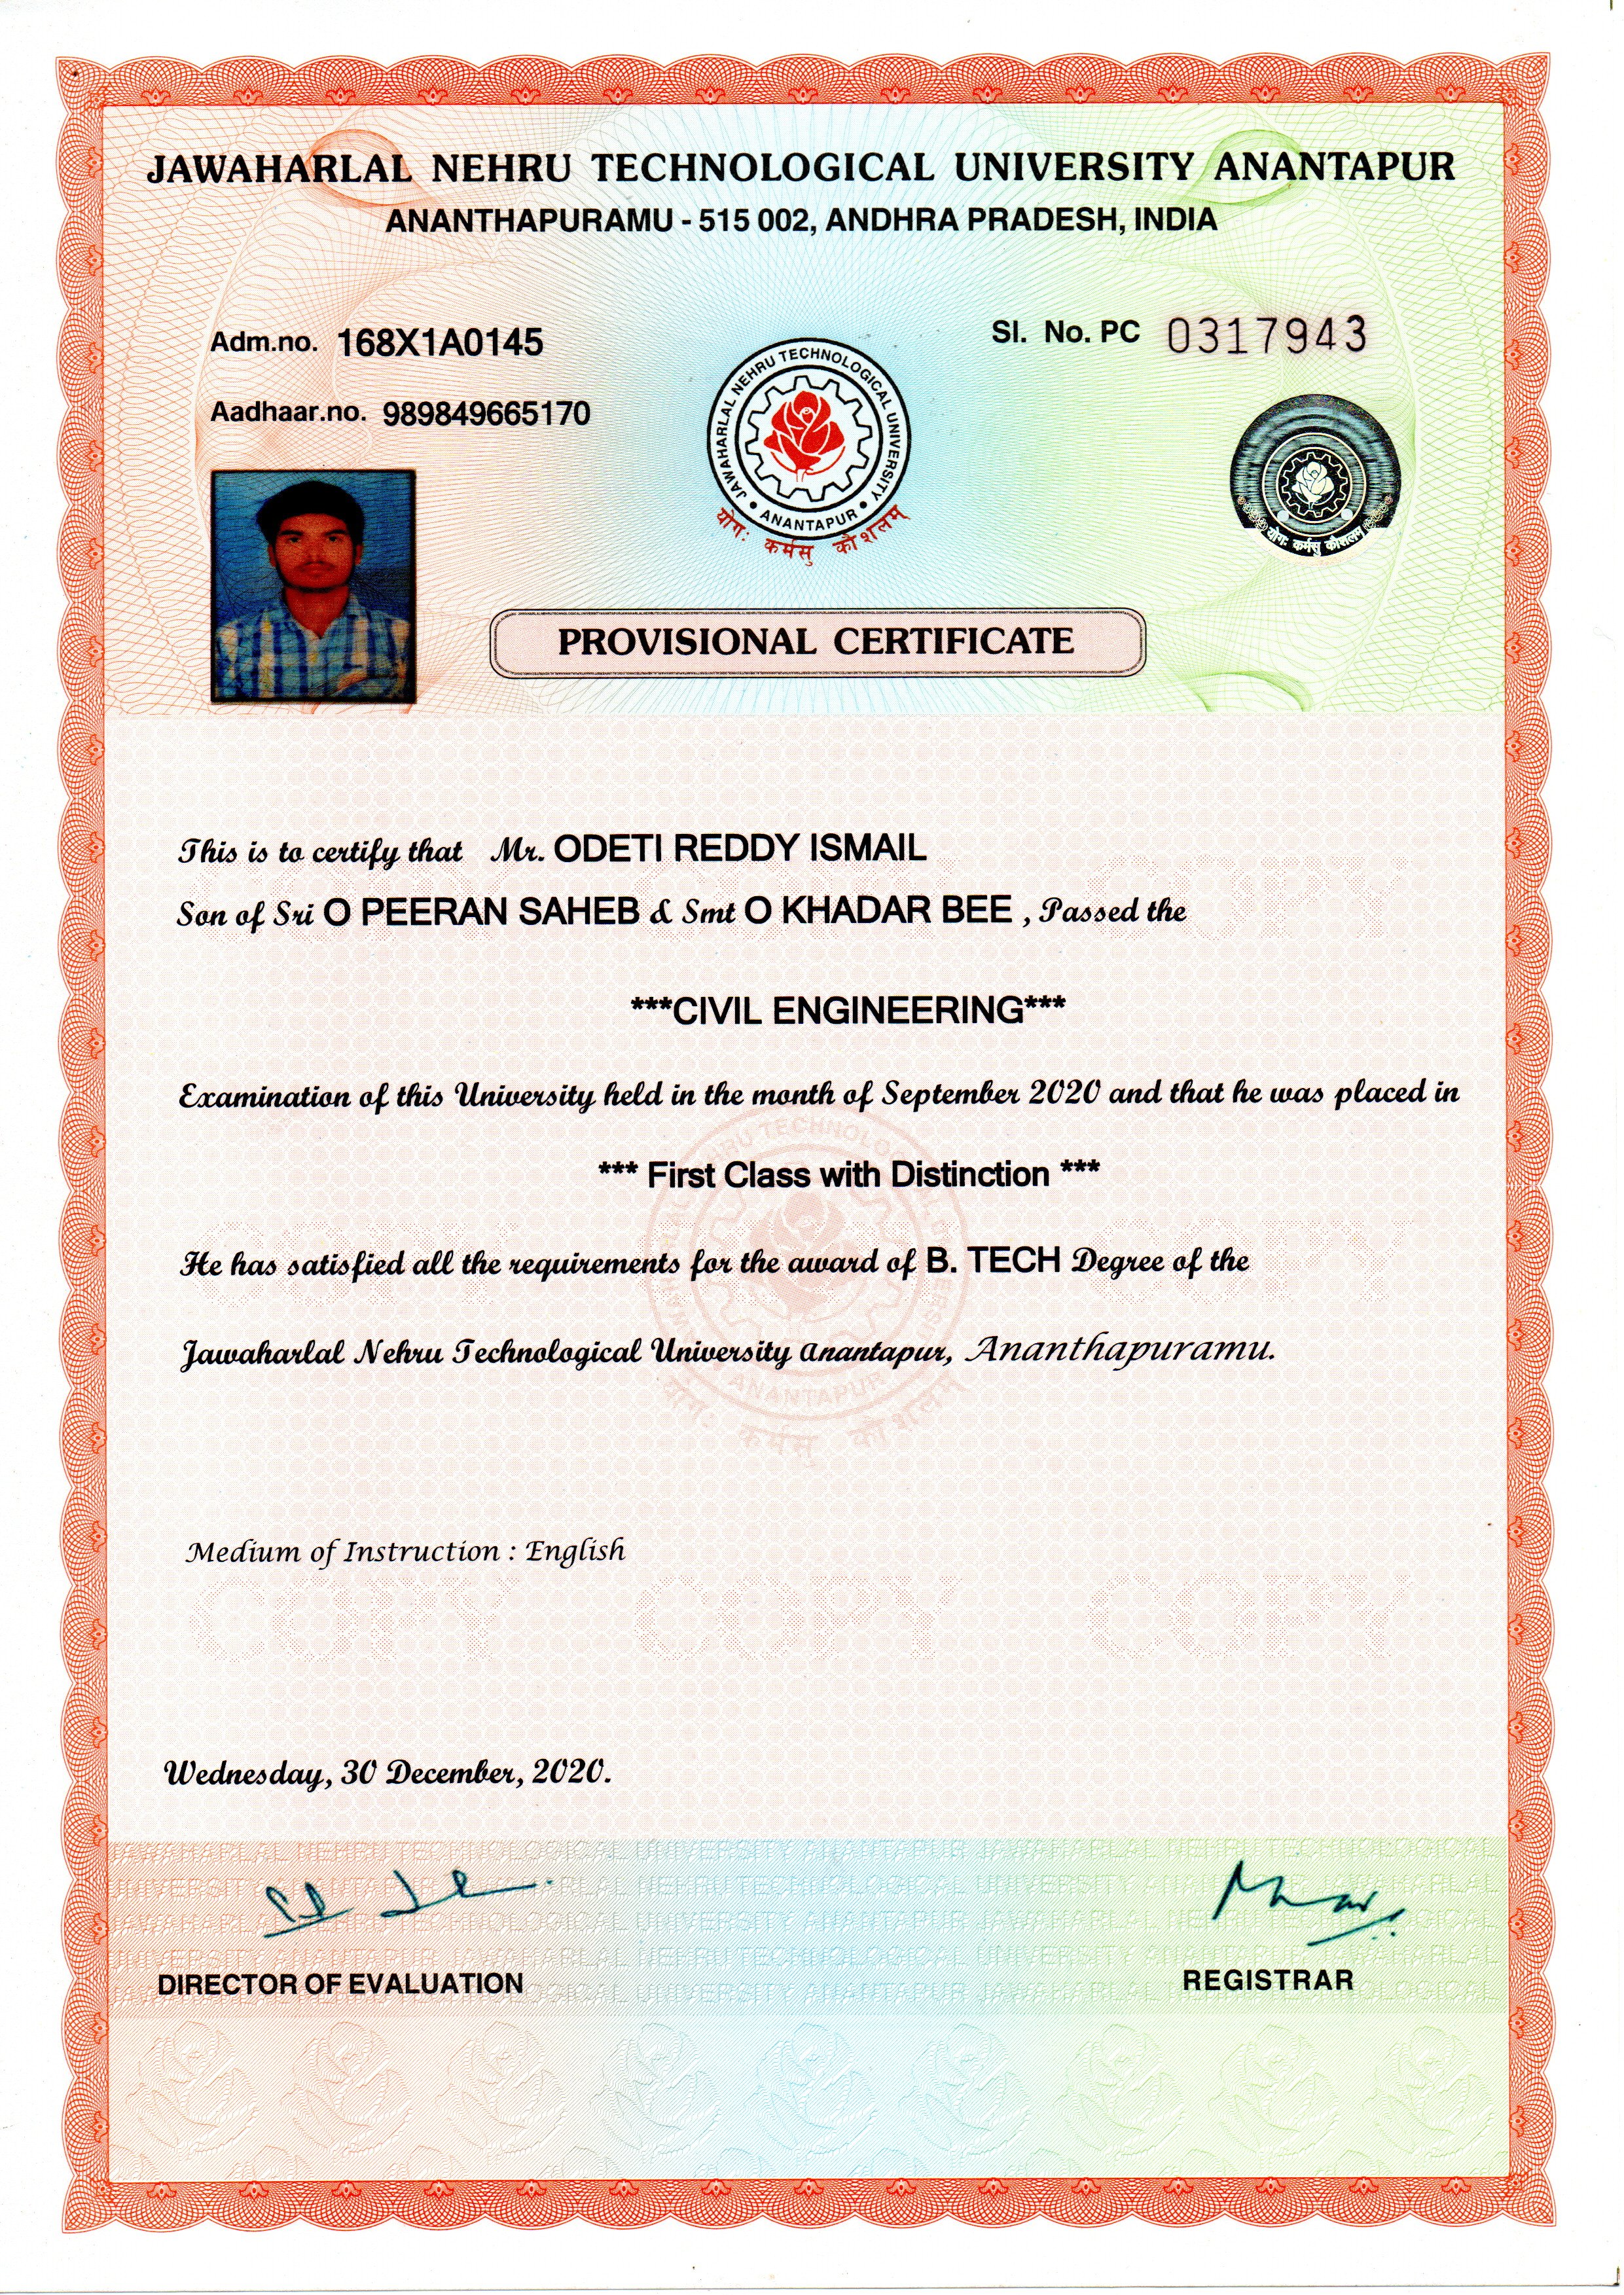 JAWAHARLAL NEHRU TECHNOLOGICAL UNIVERSITY ANANTAPUR
ANANTHAPURAMU - 515 002, ANDHRA PRADESH, INDIA
Adm.no. 168X1A0145
Sl. No. PC 0317943
Aadhaar.no. 989849665170
JAWAHARLAL NEHRU TECHNOLOGICAL UNIVERSITY
• ANANTAPUR •
योगः कर्मसु कौशलम्
योगः कर्मसु कौशलम्
PROVISIONAL CERTIFICATE
This is to certify that Mr. ODETI REDDY ISMAIL
Son of Sri O PEERAN SAHEB & Smt O KHADAR BEE , Passed the
***CIVIL ENGINEERING***
Examination of this University held in the month of September 2020 and that he was placed in
*** First Class with Distinction ***
He has satisfied all the requirements for the award of B. TECH Degree of the
Jawaharlal Nehru Technological University Anantapur, Ananthapuramu.
Medium of Instruction : English
COPY COPY COPY
Wednesday, 30 December, 2020.
DIRECTOR OF EVALUATION
REGISTRAR